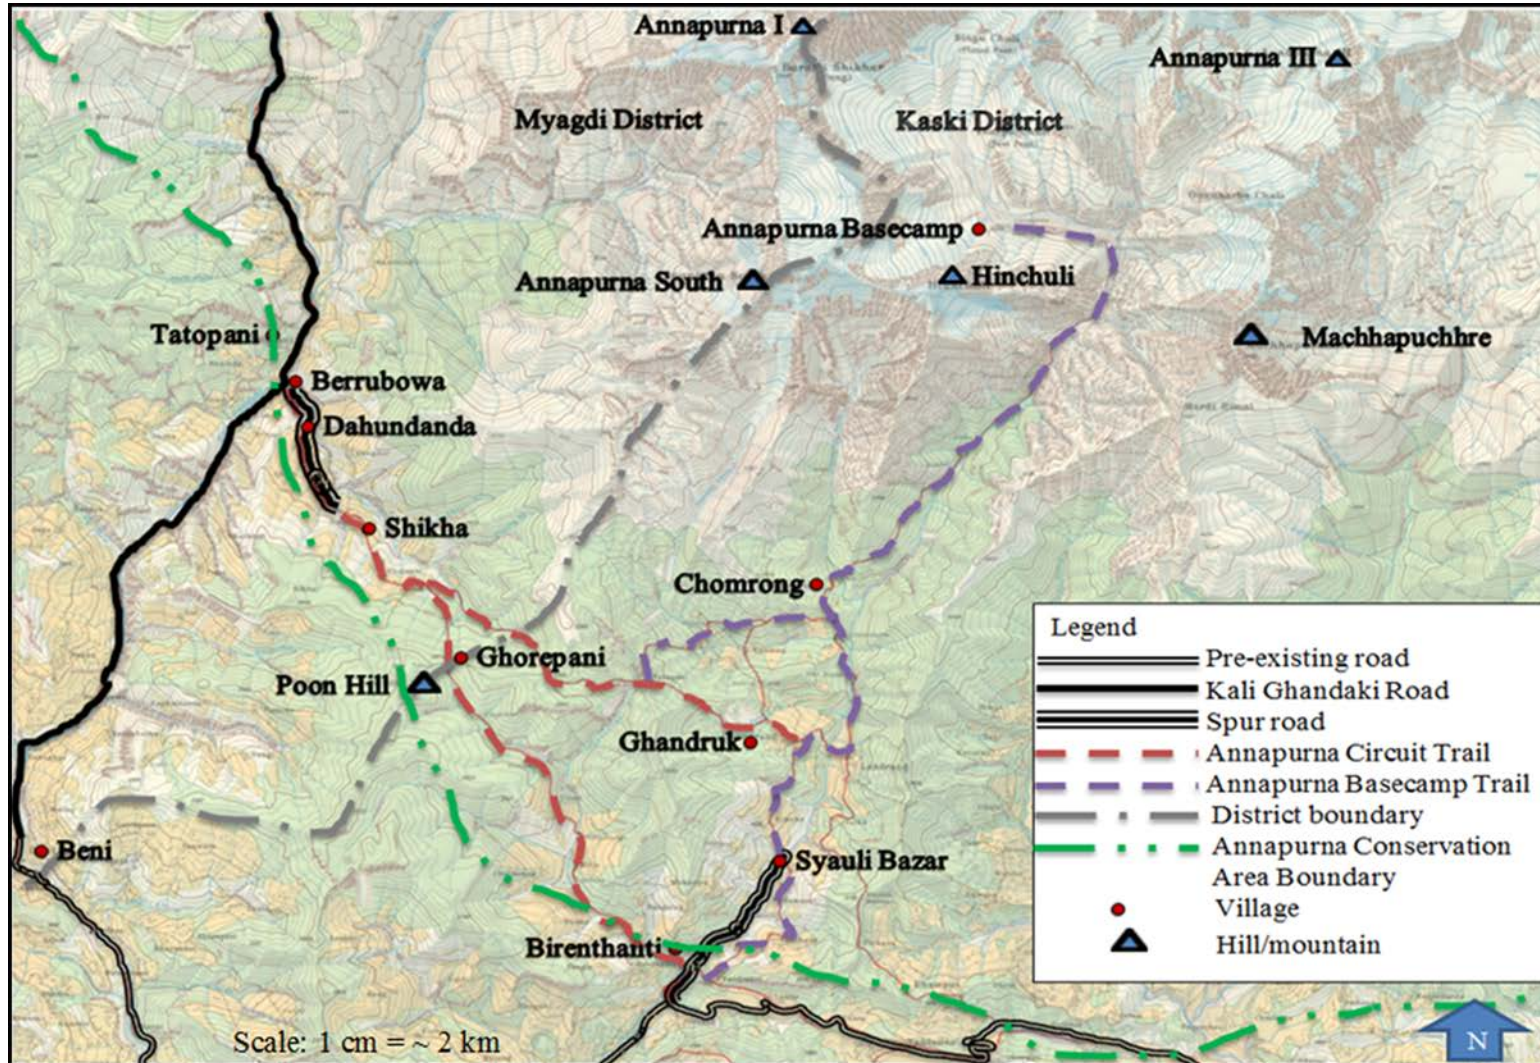 Annapurna I
Annapurna III
Myagdi District
Kaski District
Annapurna Basecamp
Annapurna South
Hinchuli
Tatopani
Machhapuchhre
Berrubowa
Dahundanda
Shikha
Chomrong
Ghorepani
Poon Hill
Ghandruk
Beni
Syauli Bazar
Birenthanti
Scale: 1 cm = ~ 2 km
Legend
Pre-existing road
Kali Ghandaki Road
Spur road
Annapurna Circuit Trail
Annapurna Basecamp Trail
District boundary
Annapurna Conservation
Area Boundary
Village
Hill/mountain
N